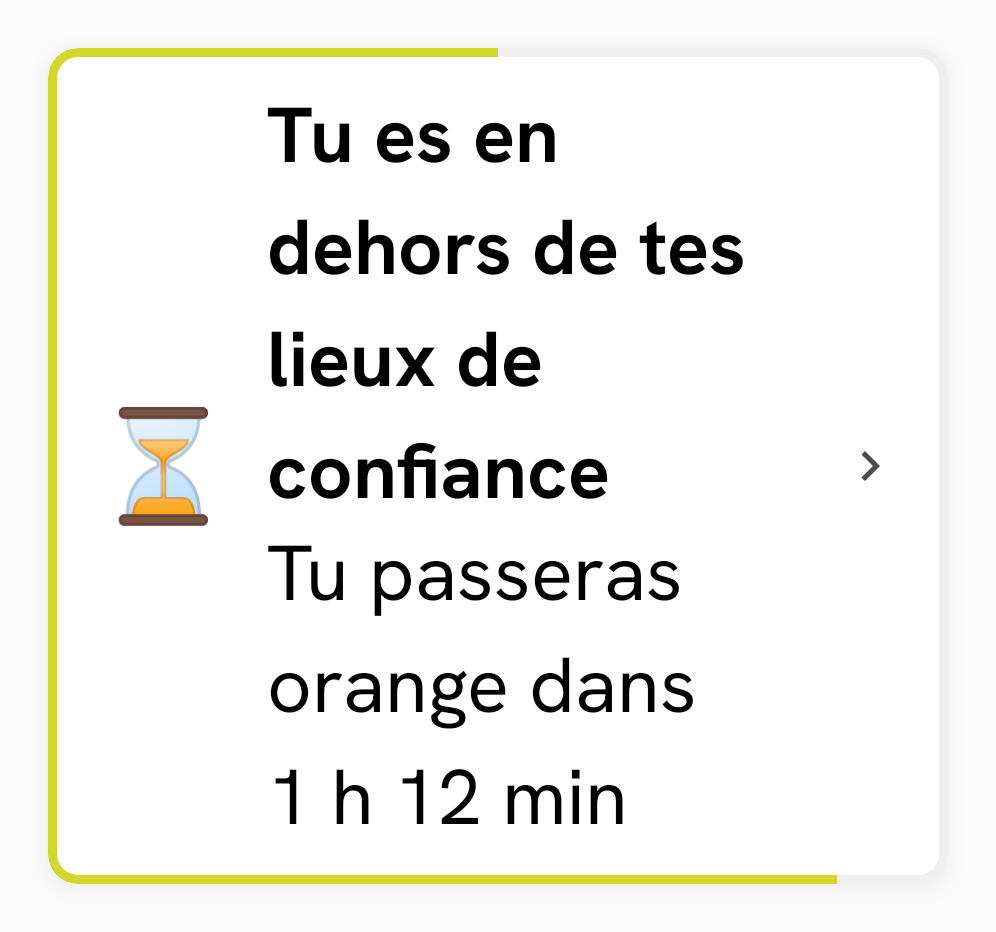 Tu es en
dehors de tes
lieux de
confiance
Tu passeras
orange dans
1 h 12 min